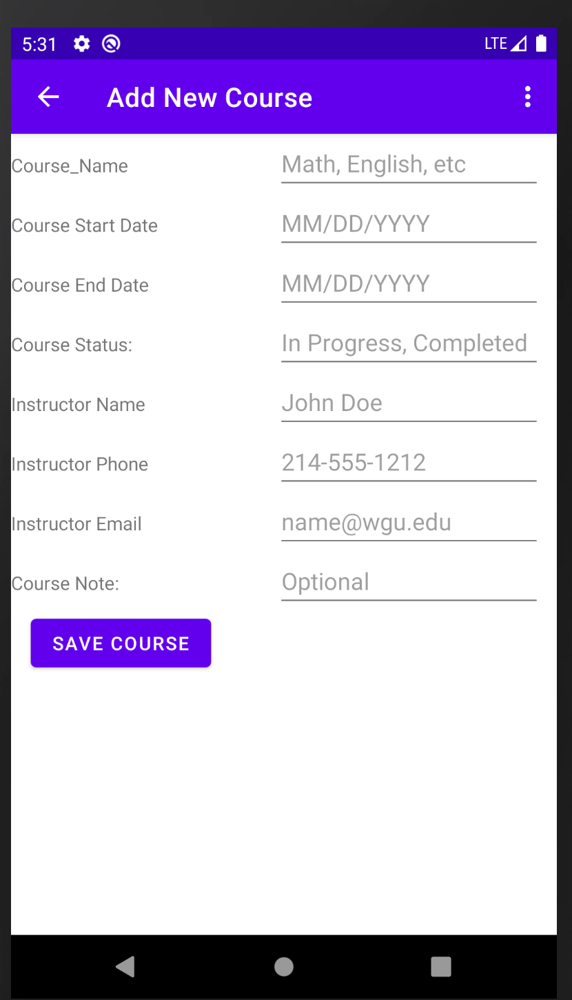 5:31 LTE
Add New Course
Course_Name Math, English, etc
Course Start Date MM/DD/YYYY
Course End Date MM/DD/YYYY
Course Status: In Progress, Completed
Instructor Name John Doe
Instructor Phone 214-555-1212
Instructor Email name@wgu.edu
Course Note: Optional
SAVE COURSE